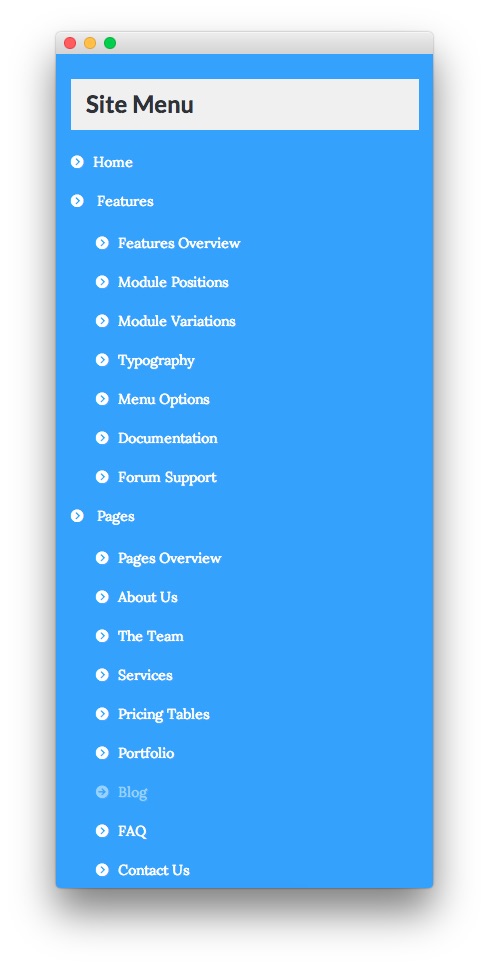 Site Menu
Home
Features
Features Overview
Module Positions
Module Variations
Typography
Menu Options
Documentation
Forum Support
Pages
Pages Overview
About Us
The Team
Services
Pricing Tables
Portfolio
Blog
FAQ
Contact Us